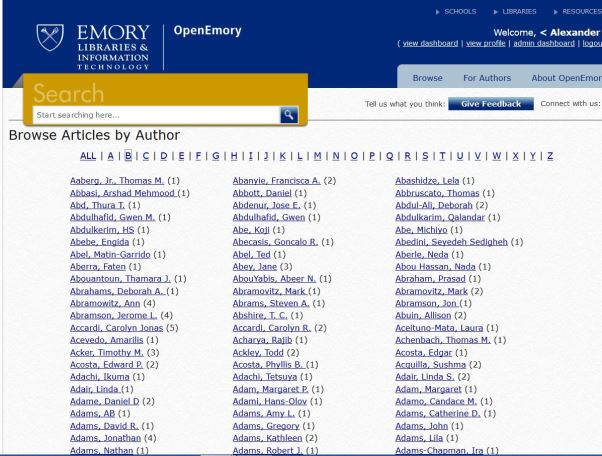 SCHOOLS LIBRARIES RESOURCES
EMORY
LIBRARIES &
INFORMATION
TECHNOLOGY
OpenEmory
Welcome, < Alexander
( view dashboard | view profile | admin dashboard | logou
Browse For Authors About OpenEmor
Search
Start searching here...
Tell us what you think: Give Feedback Connect with us:
Browse Articles by Author
ALL | A | B | C | D | E | F | G | H | I | J | K | L | M | N | O | P | Q | R | S | T | U | V | W | X | Y | Z
Aaberg, Jr., Thomas M. (1) Abanyie, Francisca A. (2) Abashidze, Lela (1)
Abbasi, Arshad Mehmood (1) Abbott, Daniel (1) Abbruscato, Thomas (1)
Abd, Thura T. (1) Abdenur, Jose E. (1) Abdul-Ali, Deborah (2)
Abdulhafid, Gwen M. (1) Abdulhafid, Gwen (1) Abdulkarim, Qalandar (1)
Abdulkerim, HS (1) Abe, Koji (1) Abe, Michiyo (1)
Abebe, Engida (1) Abecasis, Goncalo R. (1) Abedini, Seyedeh Sedigheh (1)
Abel, Matin-Garrido (1) Abel, Ted (1) Aberle, Neda (1)
Aberra, Faten (1) Abey, Jane (3) Abou Hassan, Nada (1)
Abouantoun, Thamara J. (1) AbouYabis, Abeer N. (1) Abraham, Prasad (1)
Abrahams, Deborah A. (1) Abramovitz, Mark (1) Abramovitz, Mark (2)
Abramowitz, Ann (4) Abrams, Steven A. (1) Abramson, Jon (1)
Abramson, Jerome L. (4) Abshire, T. C. (1) Abuin, Allison (2)
Accardi, Carolyn Jonas (5) Accardi, Carolyn R. (2) Aceituno-Mata, Laura (1)
Acevedo, Amarilis (1) Acharya, Rajib (1) Achenbach, Thomas M. (1)
Acker, Timothy M. (3) Ackley, Todd (2) Acosta, Edgar (1)
Acosta, Edward P. (2) Acosta, Phyllis B. (1) Acquilla, Sushma (2)
Adachi, Ikuma (1) Adachi, Tetsuya (1) Adair, Linda S. (2)
Adair, Linda (1) Adam, Margaret P. (1) Adam, Margaret (1)
Adame, Daniel D (2) Adami, Hans-Olov (1) Adamo, Candace M. (1)
Adams, AB (1) Adams, Amy L. (1) Adams, Catherine D. (1)
Adams, David R. (1) Adams, Gregory (1) Adams, John (1)
Adams, Jonathan (4) Adams, Kathleen (2) Adams, Lila (1)
Adams, Nathan (1) Adams, Robert J. (1) Adams-Chapman, Ira (1)